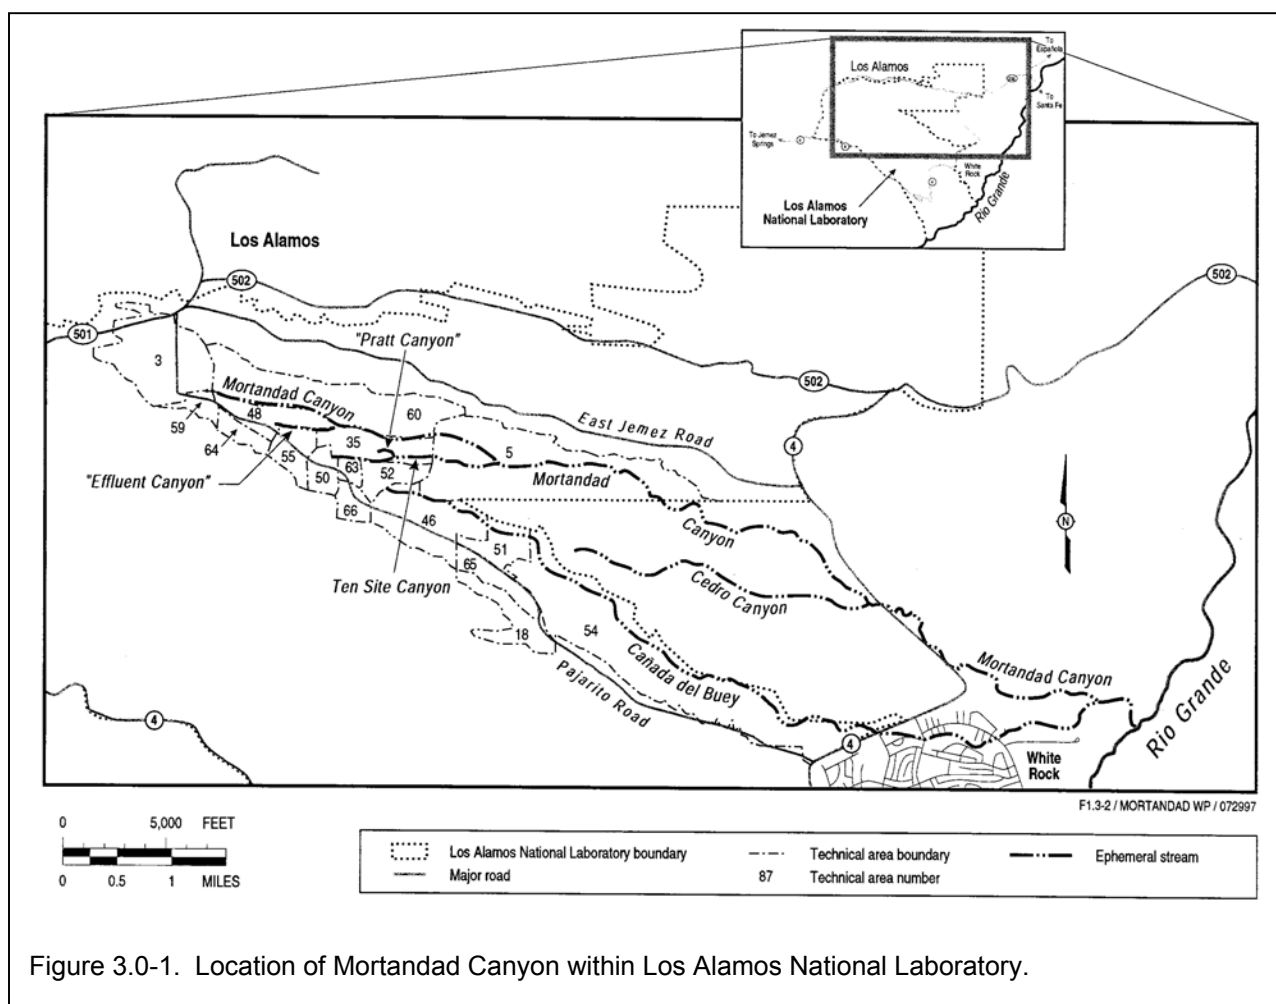 To
Española
Los Alamos
To
Santa Fe
To Jemez
Springs
4
4
White
Rock
4
Los Alamos
National Laboratory
Rio Grande
Los Alamos
502
502
501
"Pratt Canyon"
3
Mortandad Canyon
60
502
East Jemez Road
4
59
48
35
5
64
55
63
52
Mortandad
"Effluent Canyon"
50
66
46
Canyon
N
51
65
Ten Site Canyon
Cedro Canyon
18
54
Cañada del Buey
Mortandad Canyon
Pajarito Road
Rio Grande
4
4
White
Rock
F1.3-2 / MORTANDAD WP / 072997
0 5,000 FEET
0 0.5 1 MILES
Los Alamos National Laboratory boundary
Technical area boundary
Ephemeral stream
Major road
87 Technical area number
Figure 3.0-1. Location of Mortandad Canyon within Los Alamos National Laboratory.